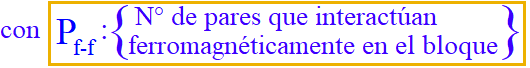 con P_f-f : { N° de pares que interactúan
ferromagnéticamente en el bloque }